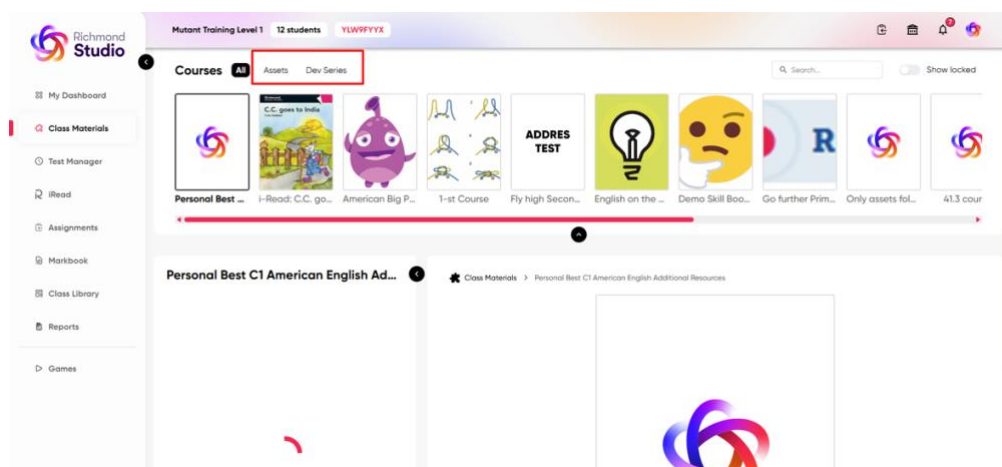 Richmond
Studio
Mutant Training Level 1
12 students
YLW9FYYX
7
My Dashboard
Class Materials
Test Manager
iRead
Assignments
Markbook
Class Library
Reports
Games
Courses
All
Assets
Dev Series
Search...
Show locked
C.C. goes to India
ADDRES
TEST
R
Personal Best ...
i-Read: C.C. go...
American Big P...
1-st Course
Fly high Secon...
English on the ...
Demo Skill Boo...
Go further Prim...
Only assets fol...
41.3 cour
Personal Best C1 American English Ad...
Class Materials > Personal Best C1 American English Additional Resources